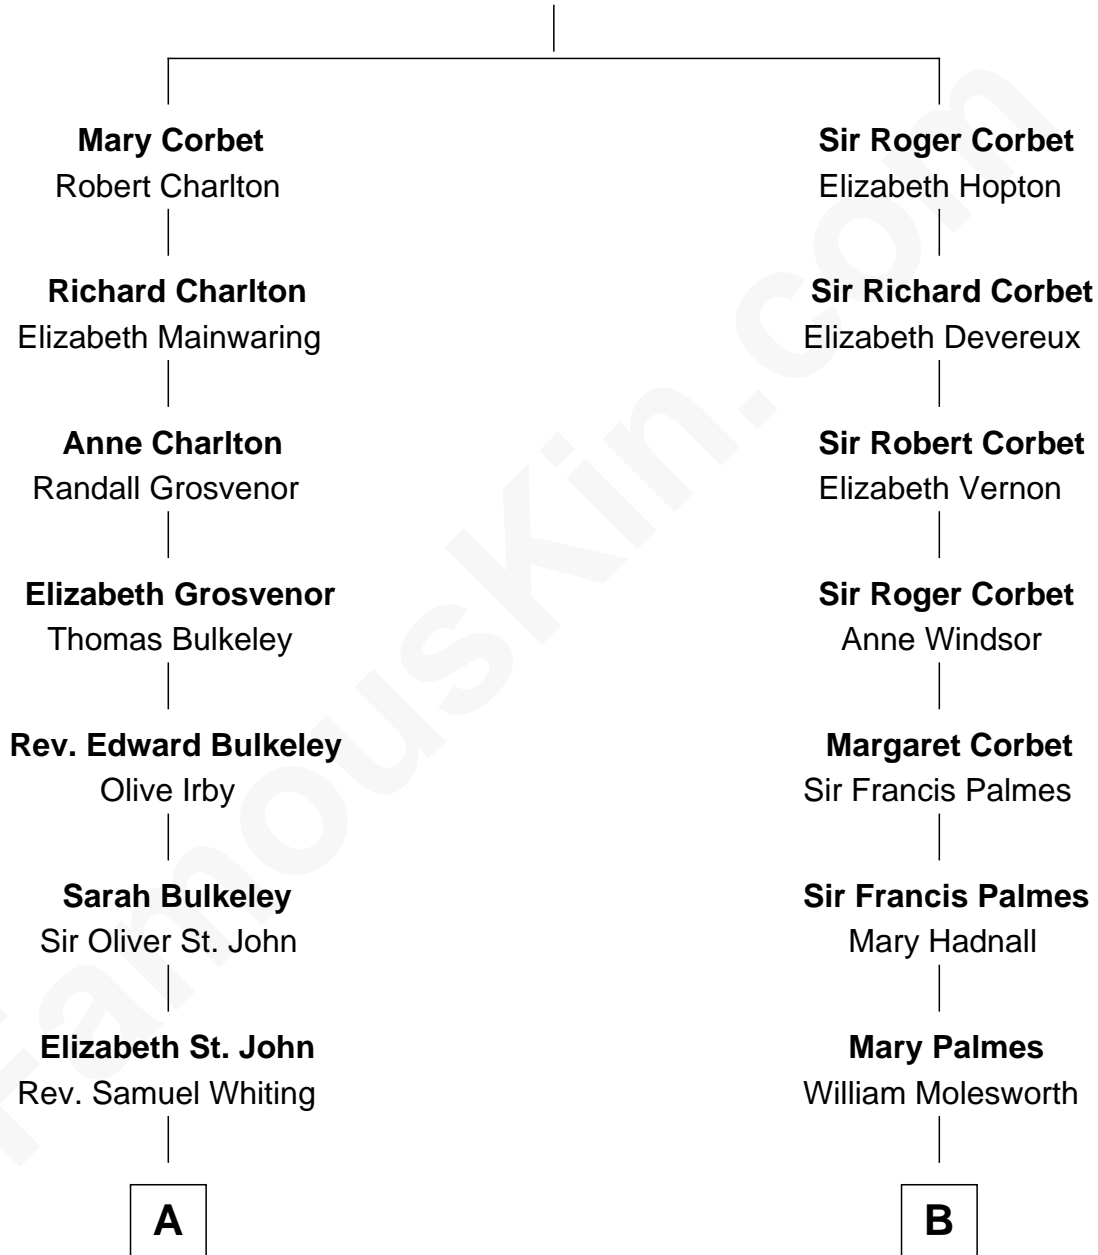 Mary Corbet
Robert Charlton
Richard Charlton
Elizabeth Mainwaring
Anne Charlton
Randall Grosvenor
Elizabeth Grosvenor
Thomas Bulkeley
Rev. Edward Bulkeley
Olive Irby
Sarah Bulkeley
Sir Oliver St. John
Elizabeth St. John
Rev. Samuel Whiting
A
Sir Roger Corbet
Elizabeth Hopton
Sir Richard Corbet
Elizabeth Devereux
Sir Robert Corbet
Elizabeth Vernon
Sir Roger Corbet
Anne Windsor
Margaret Corbet
Sir Francis Palmes
Sir Francis Palmes
Mary Hadnall
Mary Palmes
William Molesworth
B
FamousKin.com